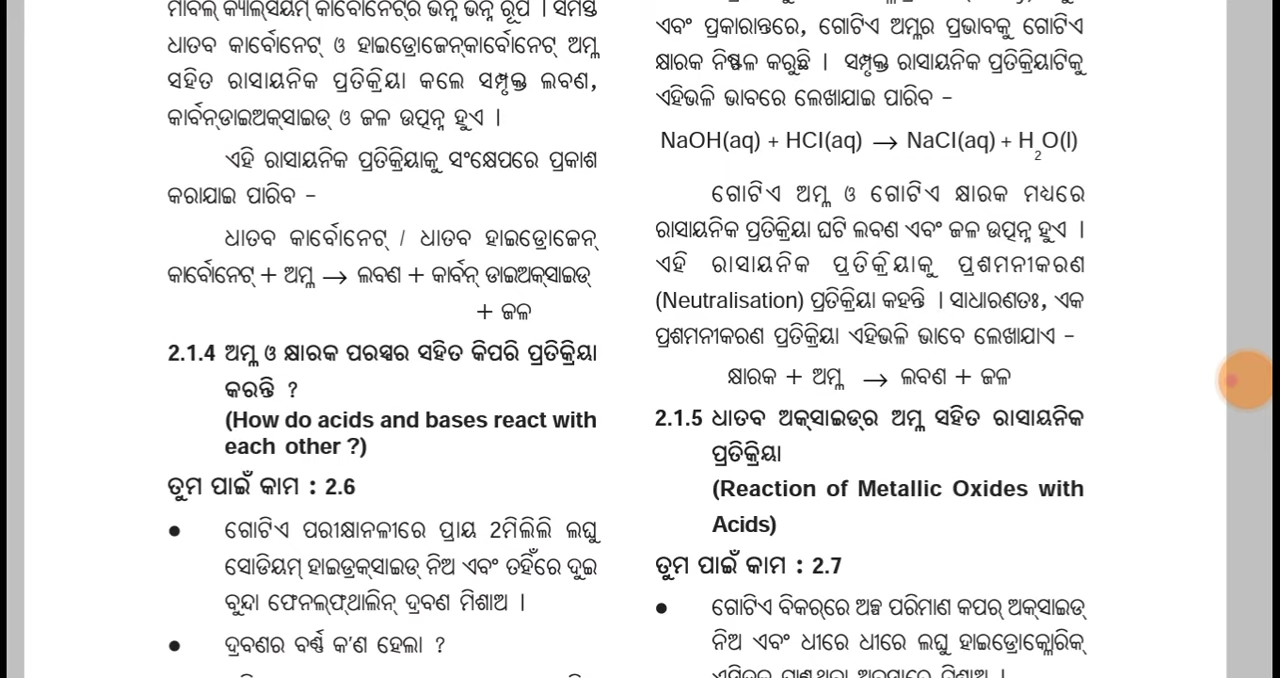 ମାର୍ବଲ୍ କ୍ୟାଲ୍‌ସିୟମ୍ କାର୍ବୋନେଟ୍‌ର ଭିନ୍ନ ଭିନ୍ନ ରୂପ । ସମସ୍ତ
ଧାତବ କାର୍ବୋନେଟ୍ ଓ ହାଇଡ୍ରୋଜେନ୍‌କାର୍ବୋନେଟ୍ ଅମ୍ଳ
ସହିତ ରାସାୟନିକ ପ୍ରତିକ୍ରିୟା କଲେ ସମ୍ପୃକ୍ତ ଲବଣ,
କାର୍ବନ୍‌ଡାଇଅକ୍‌ସାଇଡ୍ ଓ ଜଳ ଉତ୍ପନ୍ନ ହୁଏ ।
ଏହି ରାସାୟନିକ ପ୍ରତିକ୍ରିୟାକୁ ସଂକ୍ଷେପରେ ପ୍ରକାଶ
କରାଯାଇ ପାରିବ –
ଧାତବ କାର୍ବୋନେଟ୍ / ଧାତବ ହାଇଡ୍ରୋଜେନ୍
କାର୍ବୋନେଟ୍ + ଅମ୍ଳ → ଲବଣ + କାର୍ବନ୍ ଡାଇଅକ୍‌ସାଇଡ୍
+ ଜଳ
2.1.4 ଅମ୍ଳ ଓ କ୍ଷାରକ ପରସ୍ପର ସହିତ କିପରି ପ୍ରତିକ୍ରିୟା
କରନ୍ତି ?
(How do acids and bases react with
each other ?)
ତୁମ ପାଇଁ କାମ : 2.6
● ଗୋଟିଏ ପରୀକ୍ଷାନଳୀରେ ପ୍ରାୟ 2ମିଲିଲି ଲଘୁ
ସୋଡିୟମ୍ ହାଇଡ୍ରକ୍‌ସାଇଡ୍ ନିଅ ଏବଂ ତହିଁରେ ଦୁଇ
ବୁନ୍ଦା ଫେନଲ୍‌ଫ୍‌ଥାଲିନ୍ ଦ୍ରବଣ ମିଶାଅ ।
● ଦ୍ରବଣର ବର୍ଣ୍ଣ କ'ଣ ହେଲା ?
ଏବଂ ପ୍ରକାରାନ୍ତରେ, ଗୋଟିଏ ଅମ୍ଳର ପ୍ରଭାବକୁ ଗୋଟିଏ
କ୍ଷାରକ ନିଷ୍ଫଳ କରୁଛି । ସମ୍ପୃକ୍ତ ରାସାୟନିକ ପ୍ରତିକ୍ରିୟାଟିକୁ
ଏହିଭଳି ଭାବରେ ଲେଖାଯାଇ ପାରିବ –
NaOH(aq) + HCl(aq) → NaCl(aq) + H₂O(l)
ଗୋଟିଏ ଅମ୍ଳ ଓ ଗୋଟିଏ କ୍ଷାରକ ମଧ୍ୟରେ
ରାସାୟନିକ ପ୍ରତିକ୍ରିୟା ଘଟି ଲବଣ ଏବଂ ଜଳ ଉତ୍ପନ୍ନ ହୁଏ ।
ଏହି ରାସାୟନିକ ପ୍ରତିକ୍ରିୟାକୁ ପ୍ରଶମନୀକରଣ
(Neutralisation) ପ୍ରତିକ୍ରିୟା କହନ୍ତି । ସାଧାରଣତଃ, ଏକ
ପ୍ରଶମନୀକରଣ ପ୍ରତିକ୍ରିୟା ଏହିଭଳି ଭାବେ ଲେଖାଯାଏ –
କ୍ଷାରକ + ଅମ୍ଳ → ଲବଣ + ଜଳ
2.1.5 ଧାତବ ଅକ୍‌ସାଇଡ୍‌ର ଅମ୍ଳ ସହିତ ରାସାୟନିକ
ପ୍ରତିକ୍ରିୟା
(Reaction of Metallic Oxides with
Acids)
ତୁମ ପାଇଁ କାମ : 2.7
● ଗୋଟିଏ ବିକର୍‌ରେ ଅଳ୍ପ ପରିମାଣ କପର୍ ଅକ୍‌ସାଇଡ୍
ନିଅ ଏବଂ ଧୀରେ ଧୀରେ ଲଘୁ ହାଇଡ୍ରୋକ୍ଲୋରିକ୍